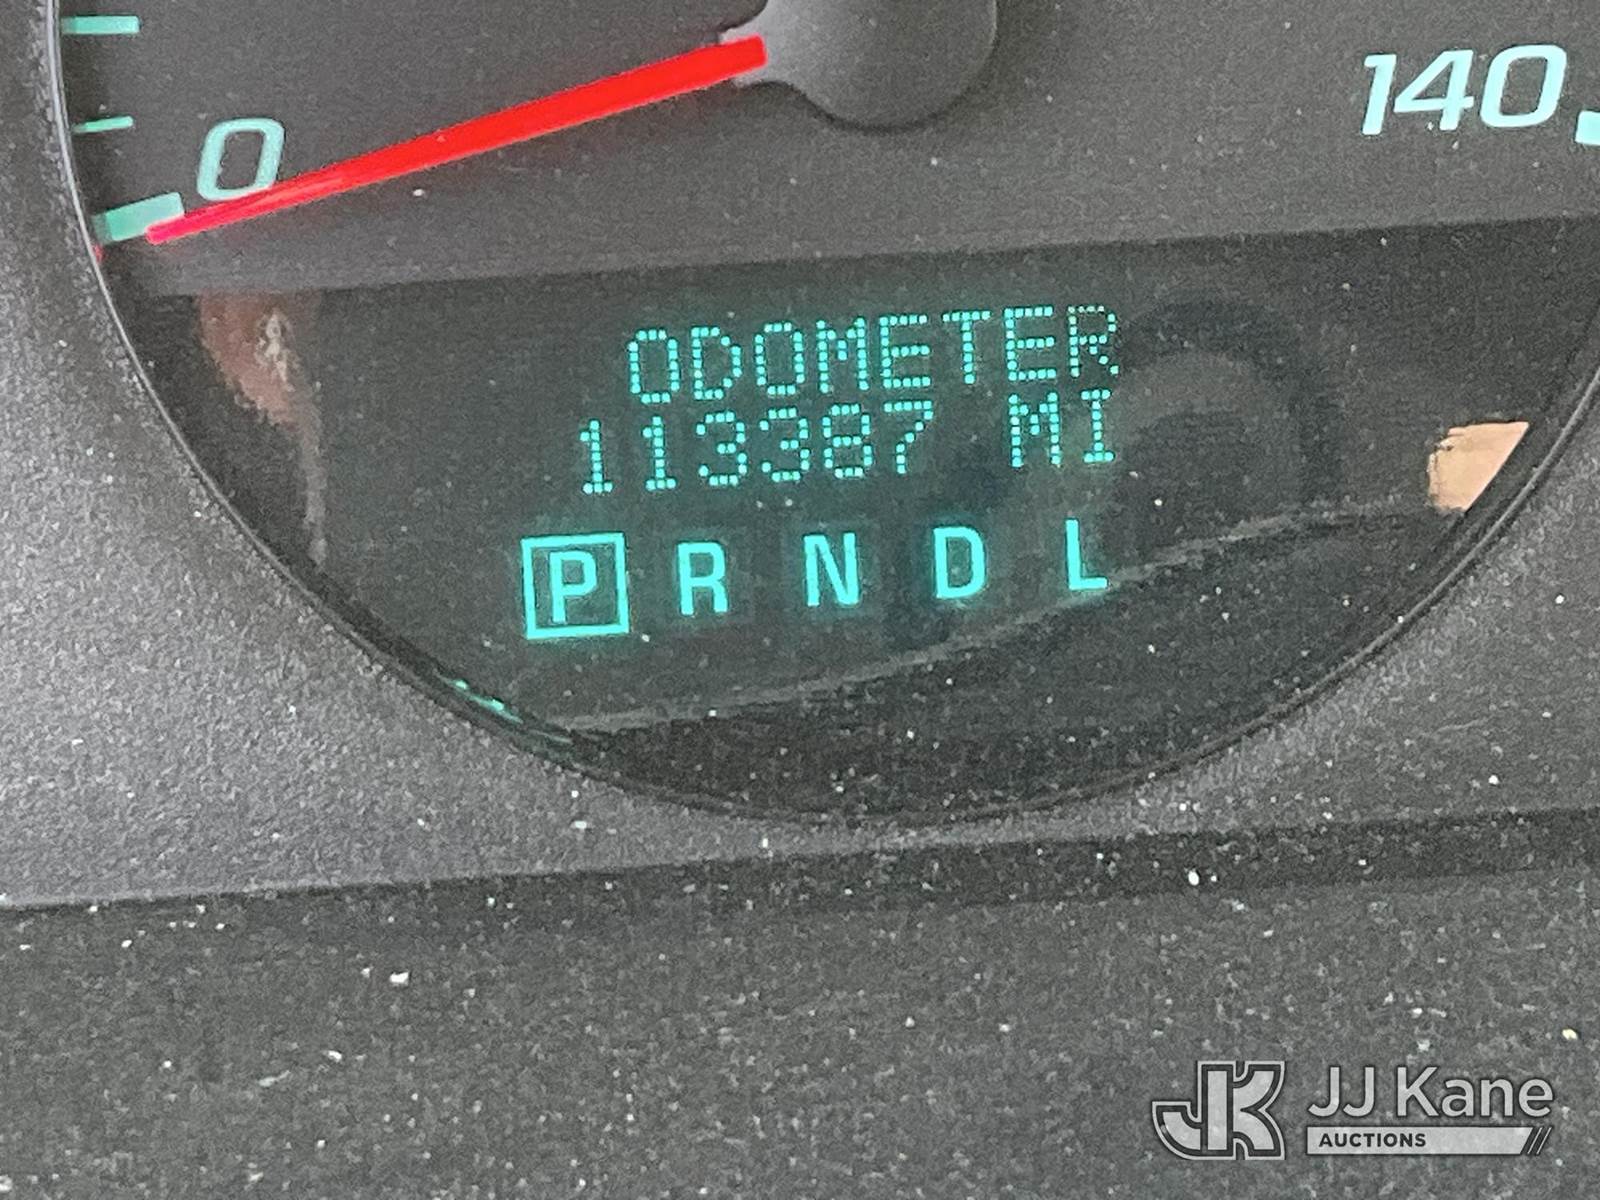 0
140
ODOMETER
113387 MI
P R N D L
JJ Kane
AUCTIONS